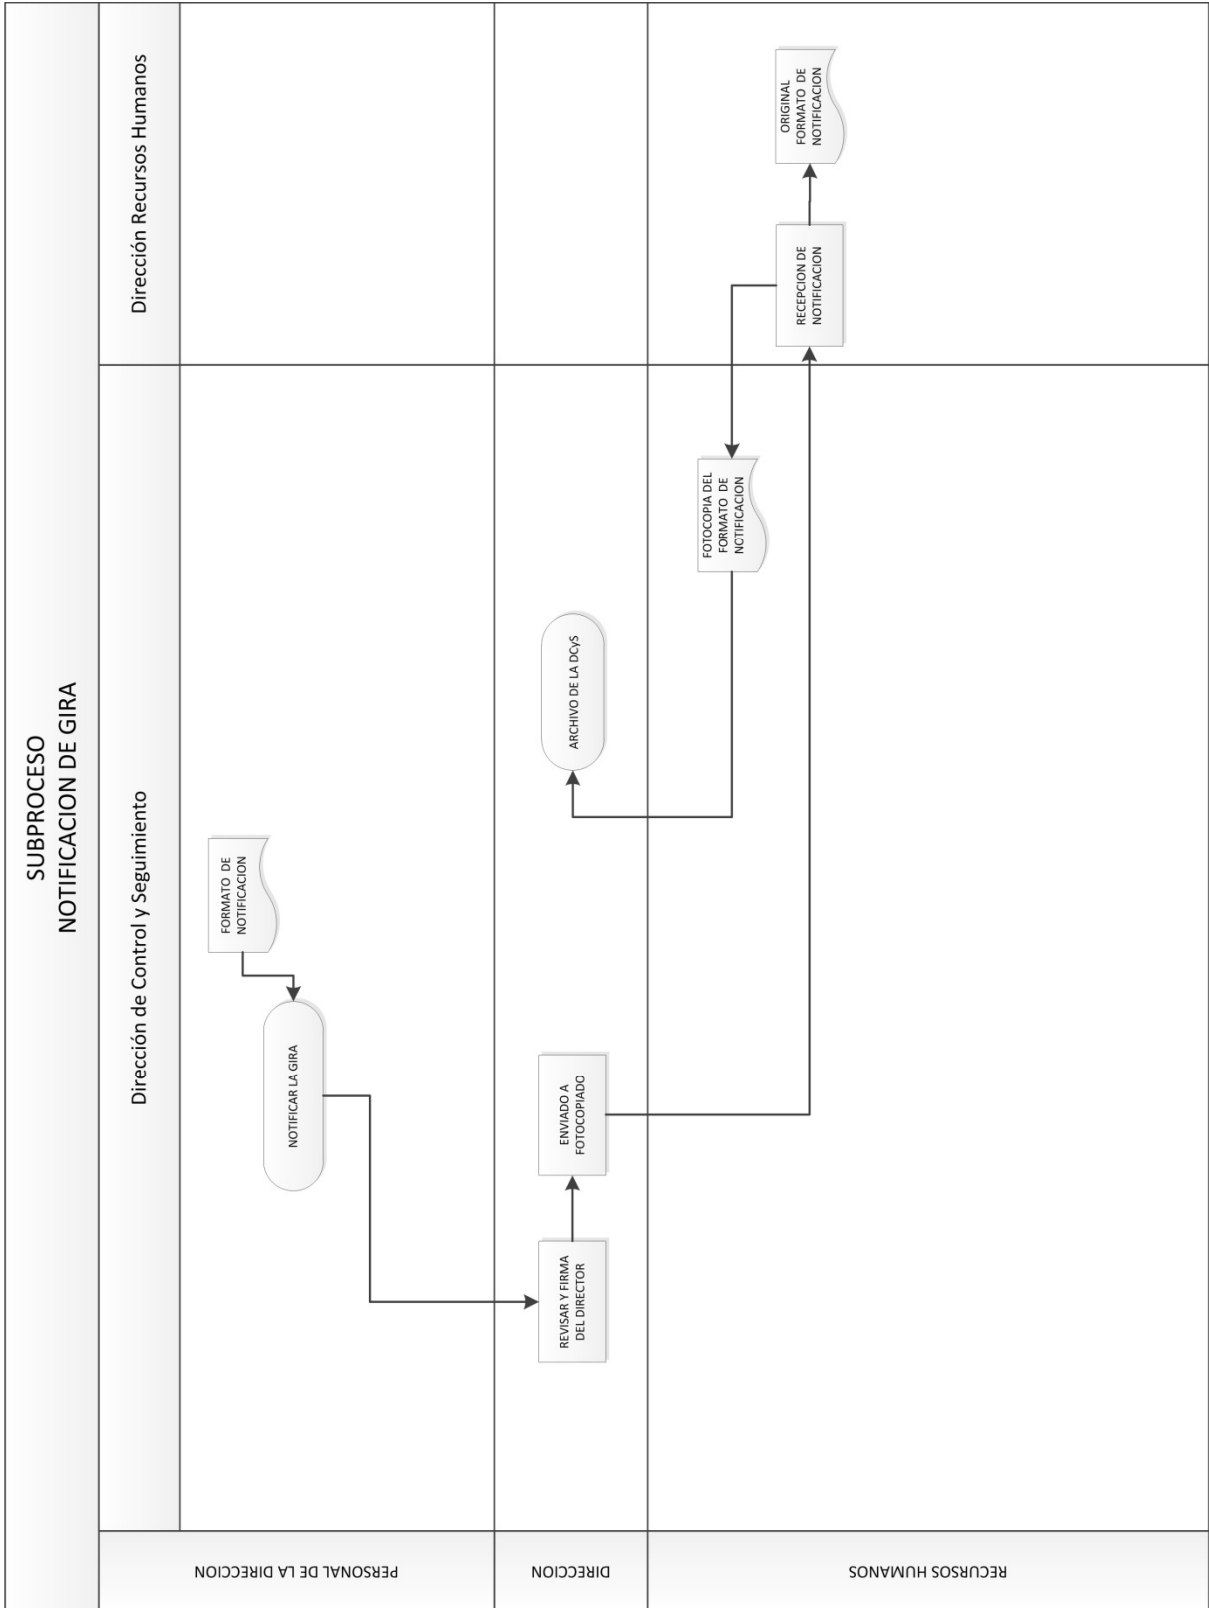 SUBPROCESO
NOTIFICACION DE GIRA
Dirección de Control y Seguimiento
Dirección Recursos Humanos
PERSONAL DE LA DIRECCION
FORMATO DE
NOTIFICACION
NOTIFICAR LA GIRA
DIRECCION
REVISAR Y FIRMA
DEL DIRECTOR
ENVIADO A
FOTOCOPIADO
ARCHIVO DE LA DCyS
RECURSOS HUMANOS
FOTOCOPIA DEL
FORMATO DE
NOTIFICACION
RECEPCION DE
NOTIFICACION
ORIGINAL
FORMATO DE
NOTIFICACION